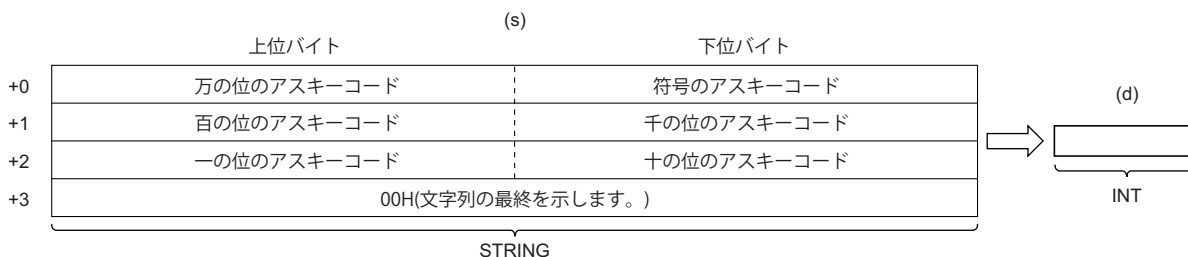 (s)
上位バイト 下位バイト
+0 万の位のアスキーコード 符号のアスキーコード
+1 百の位のアスキーコード 千の位のアスキーコード
+2 一の位のアスキーコード 十の位のアスキーコード
+3 00H(文字列の最終を示します。)
STRING
(d)
INT